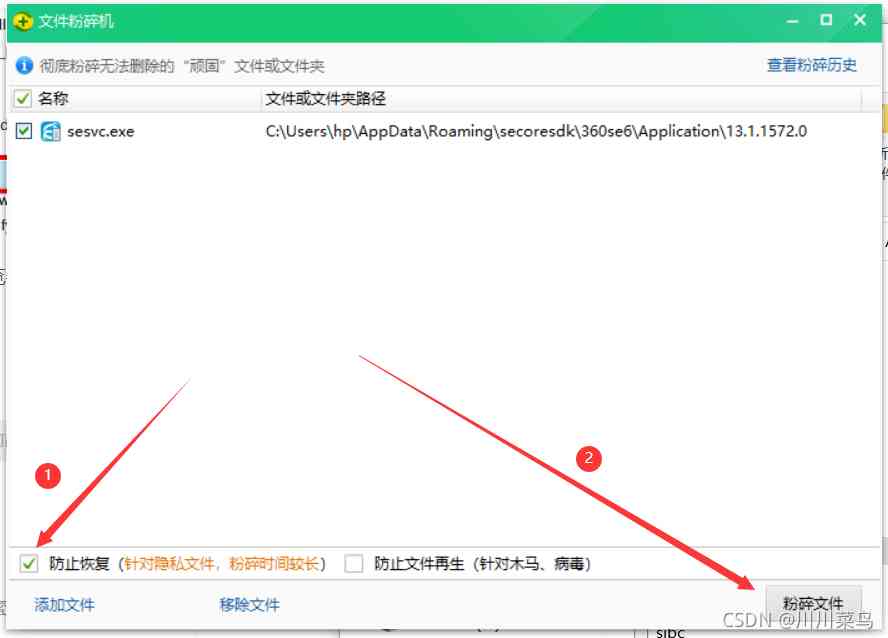 文件粉碎机
彻底粉碎无法删除的“顽固”文件或文件夹 查看粉碎历史
名称 文件或文件夹路径
sesvc.exe C:\Users\hp\AppData\Roaming\secoresdk\360se6\Application\13.1.1572.0
1
2
防止恢复（针对隐私文件，粉碎时间较长） 防止文件再生（针对木马、病毒）
添加文件 移除文件 粉碎文件
CSDN @川川菜鸟